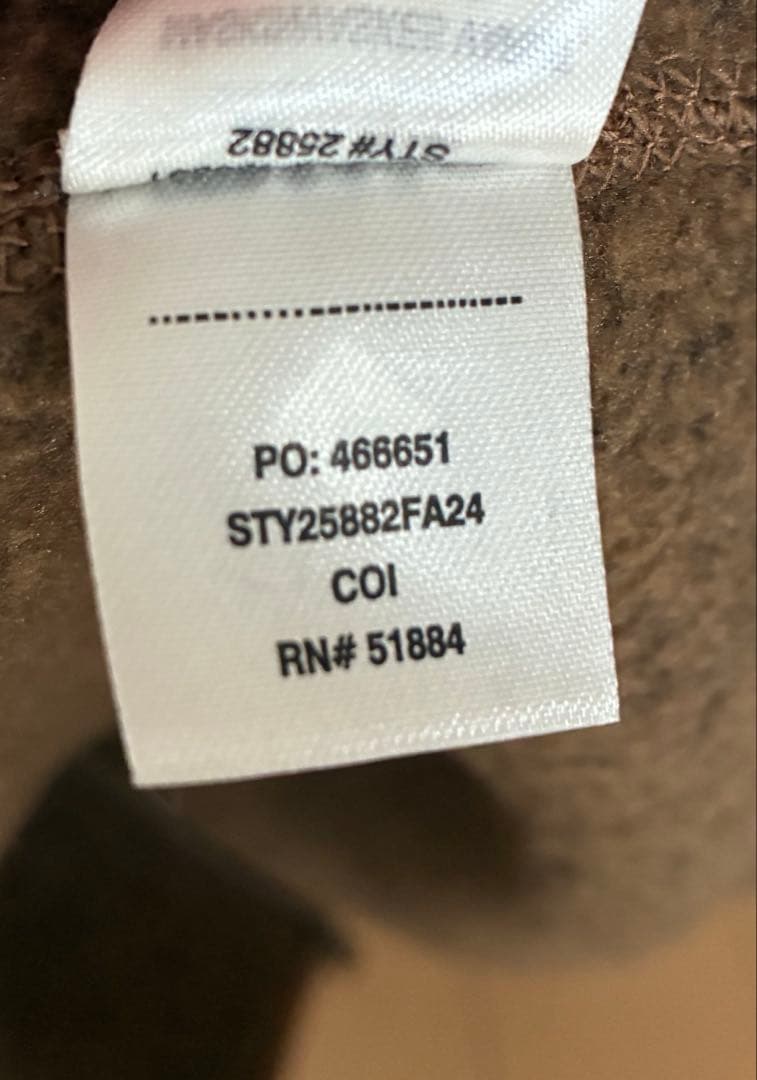 STY# 25882
PO: 466651
STY25882FA24
COI
RN# 51884